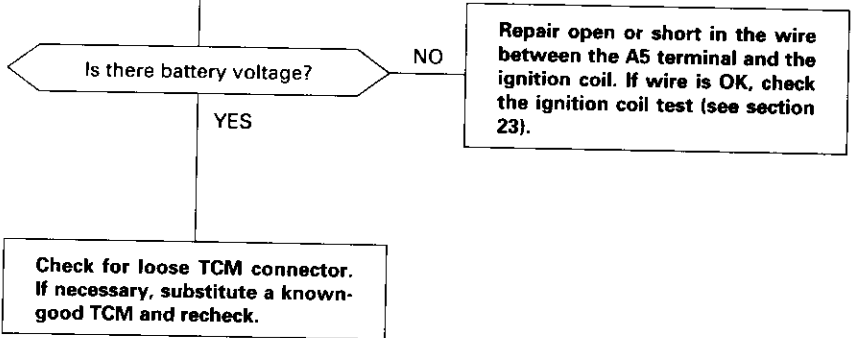 Is there battery voltage?
NO
Repair open or short in the wire
between the A5 terminal and the
ignition coil. If wire is OK, check
the ignition coil test (see section
23).
YES
Check for loose TCM connector.
If necessary, substitute a known-
good TCM and recheck.